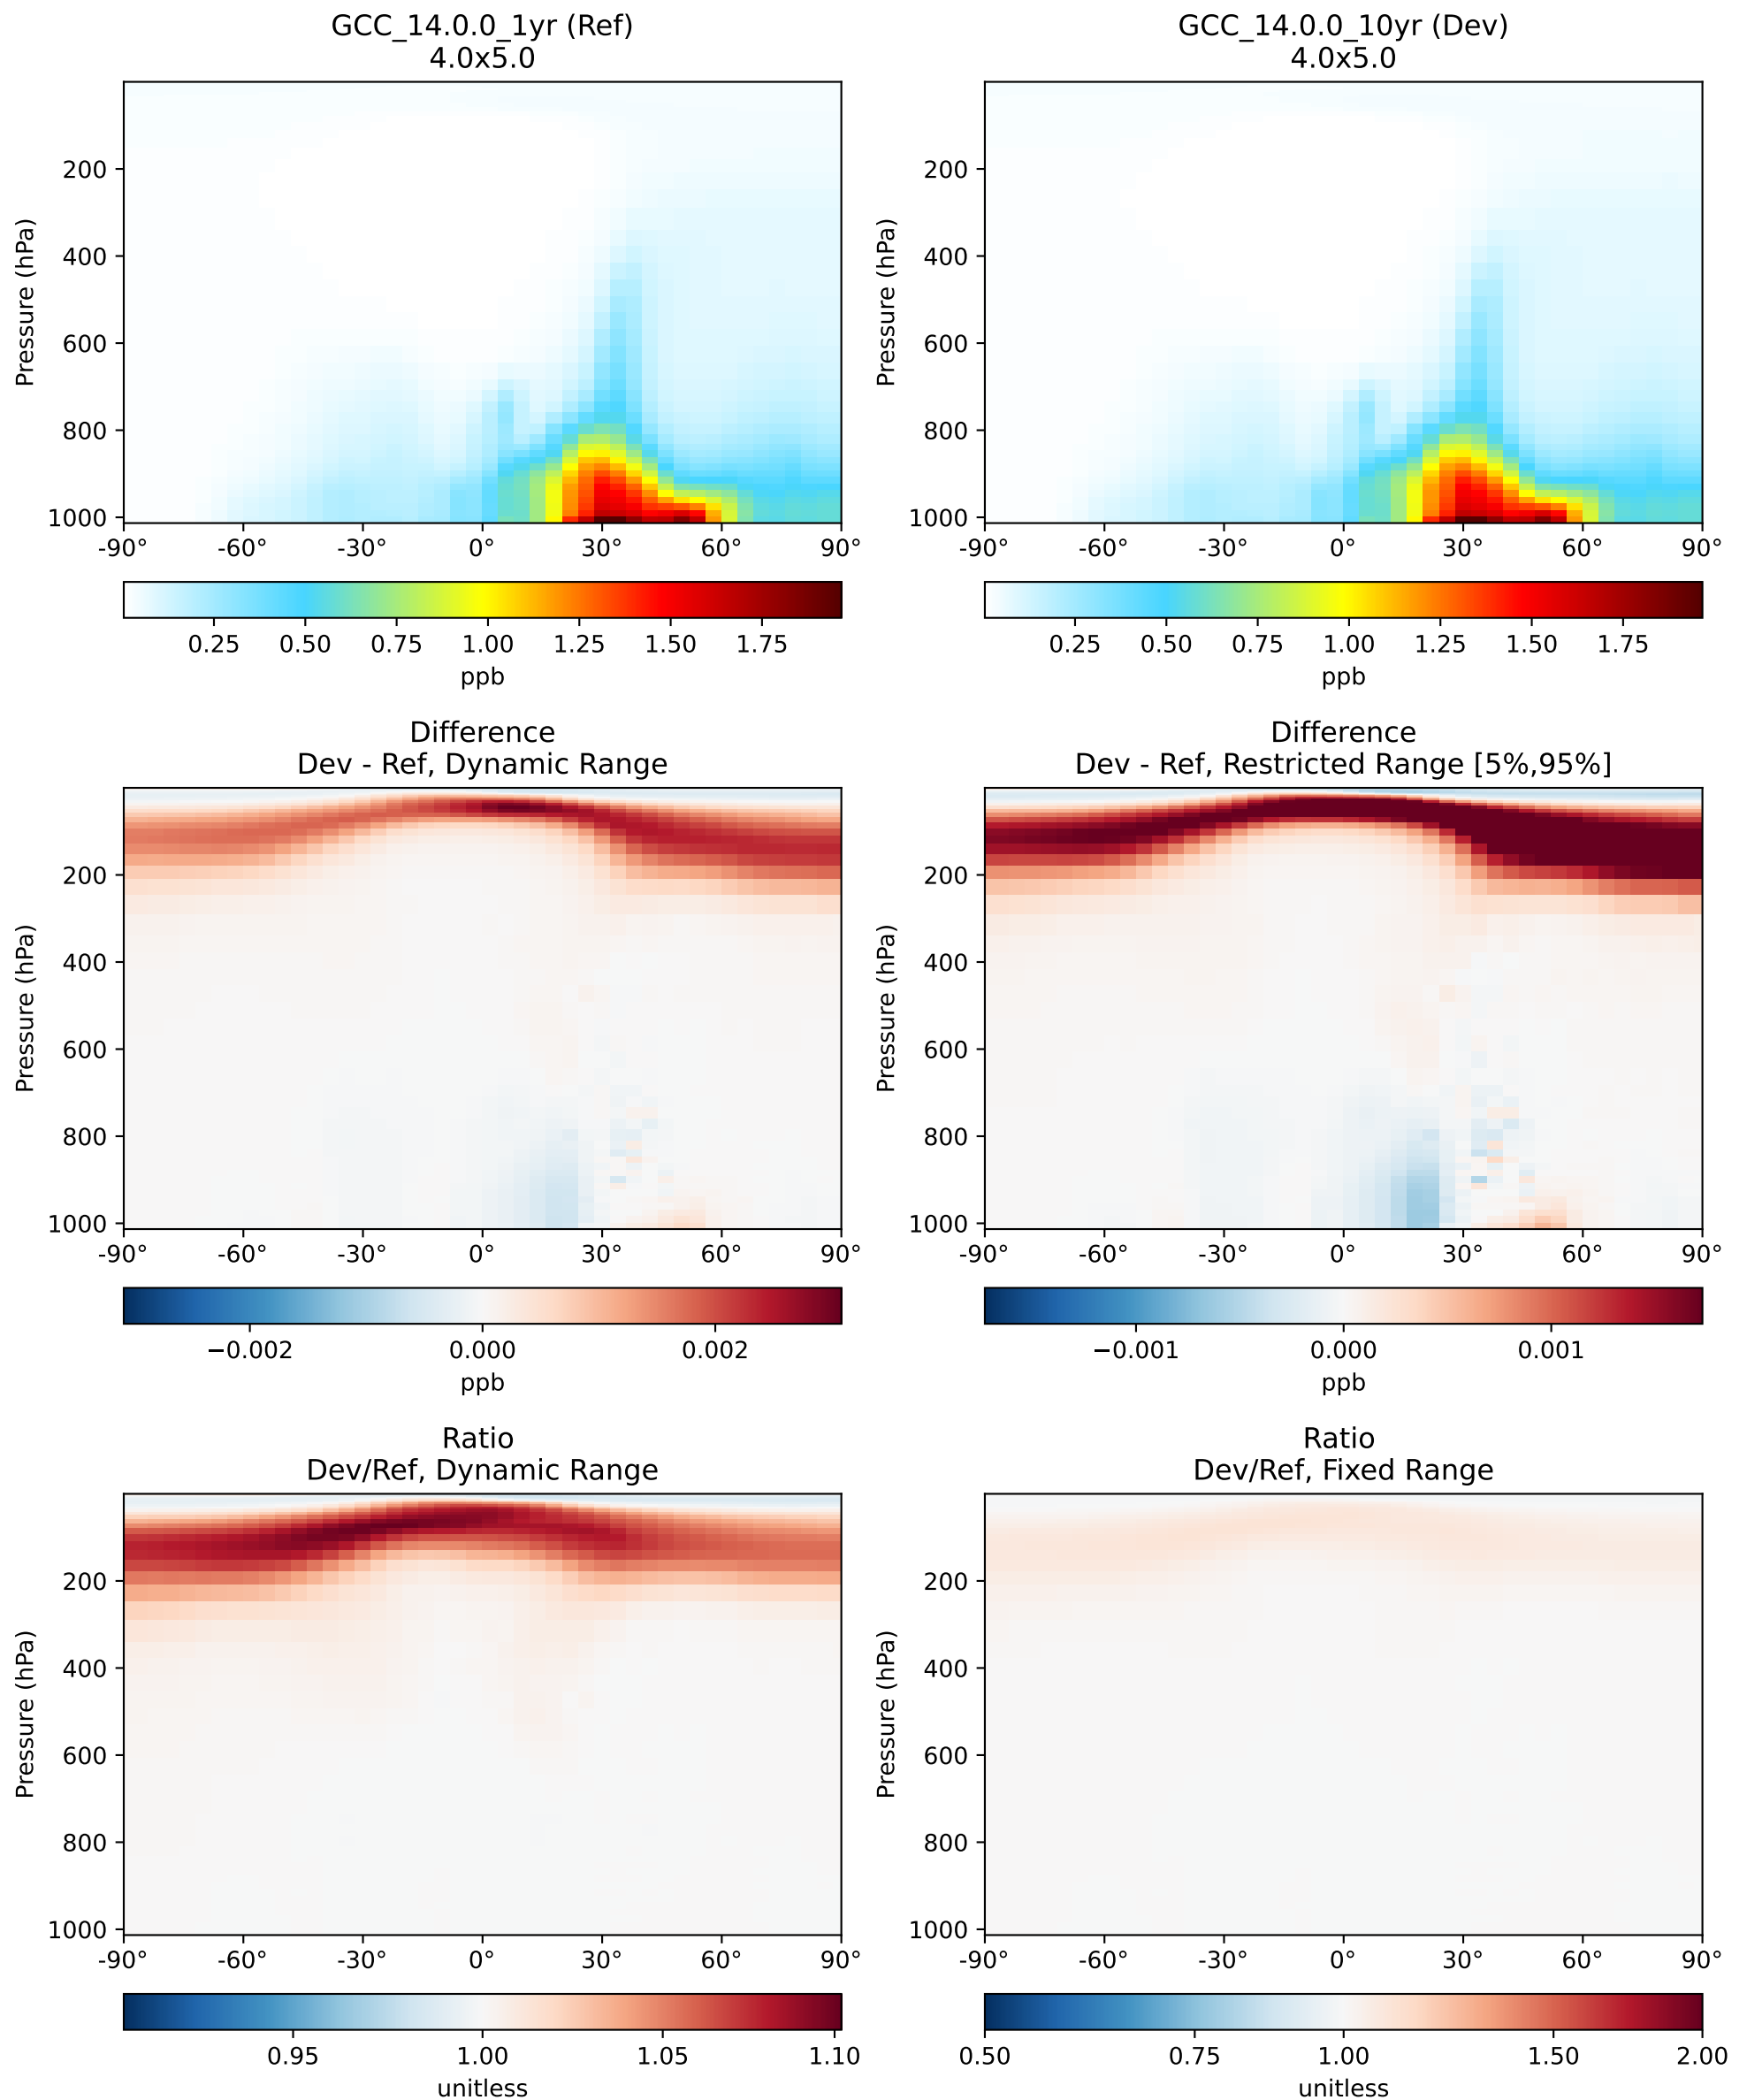 GCC_14.0.0_1yr (Ref)
4.0x5.0
Pressure (hPa)
200
400
600
800
1000
-90° -60° -30° 0° 30° 60° 90°
0.25 0.50 0.75 1.00 1.25 1.50 1.75
ppb
GCC_14.0.0_10yr (Dev)
4.0x5.0
Pressure (hPa)
200
400
600
800
1000
-90° -60° -30° 0° 30° 60° 90°
0.25 0.50 0.75 1.00 1.25 1.50 1.75
ppb
Difference
Dev - Ref, Dynamic Range
Pressure (hPa)
200
400
600
800
1000
-90° -60° -30° 0° 30° 60° 90°
−0.002 0.000 0.002
ppb
Difference
Dev - Ref, Restricted Range [5%,95%]
Pressure (hPa)
200
400
600
800
1000
-90° -60° -30° 0° 30° 60° 90°
−0.001 0.000 0.001
ppb
Ratio
Dev/Ref, Dynamic Range
Pressure (hPa)
200
400
600
800
1000
-90° -60° -30° 0° 30° 60° 90°
0.95 1.00 1.05 1.10
unitless
Ratio
Dev/Ref, Fixed Range
Pressure (hPa)
200
400
600
800
1000
-90° -60° -30° 0° 30° 60° 90°
0.50 0.75 1.00 1.50 2.00
unitless